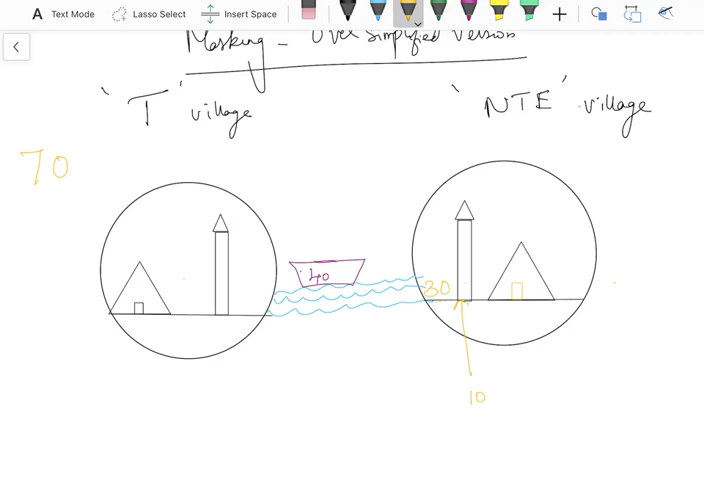 A Text Mode Lasso Select Insert Space
Masking - Over Simplified Version
'T' village 'NTE' village
70
40
30
10